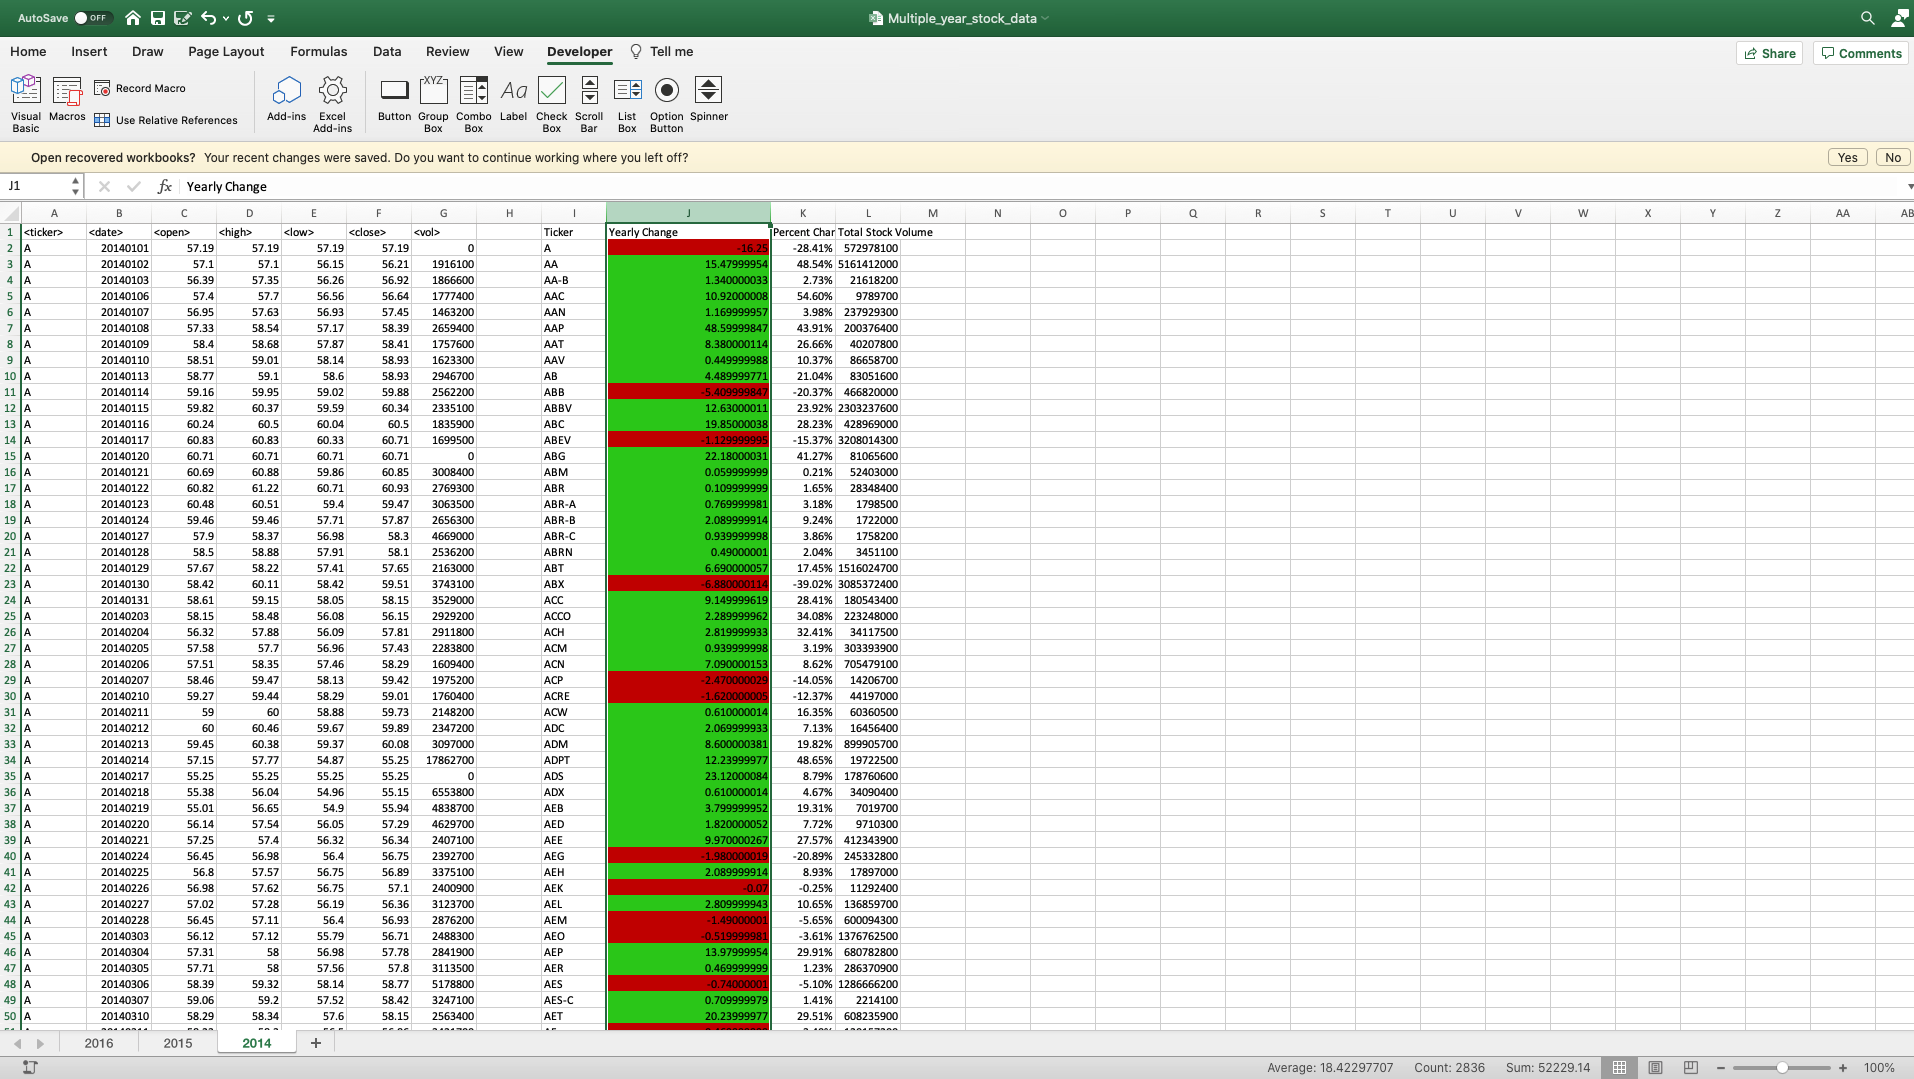 AutoSave OFF Multiple_year_stock_data
Home Insert Draw Page Layout Formulas Data Review View Developer Tell me Share Comments
Visual Basic Macros Record Macro Use Relative References Add-ins Excel Add-ins Button Group Box Combo Box Label Check Box Scroll Bar List Box Option Button Spinner
XYZ Aa
Open recovered workbooks? Your recent changes were saved. Do you want to continue working where you left off? Yes No
J1 fx Yearly Change
A B C D E F G H I J K L M N O P Q R S T U V W X Y Z AA AB
1 <ticker> <date> <open> <high> <low> <close> <vol> Ticker Yearly Change Percent Char Total Stock Volume
2 A 20140101 57.19 57.19 57.19 57.19 0 A -16.25 -28.41% 572978100
3 A 20140102 57.1 57.1 56.15 56.21 1916100 AA 15.47999954 48.54% 5161412000
4 A 20140103 56.39 57.35 56.26 56.92 1866600 AA-B 1.340000033 2.73% 21618200
5 A 20140106 57.4 57.7 56.56 56.64 1777400 AAC 10.92000008 54.60% 9789700
6 A 20140107 56.95 57.63 56.93 57.45 1463200 AAN 1.169999957 3.98% 237929300
7 A 20140108 57.33 58.54 57.17 58.39 2659400 AAP 48.59999847 43.91% 200376400
8 A 20140109 58.4 58.68 57.87 58.41 1757600 AAT 8.380000114 26.66% 40207800
9 A 20140110 58.51 59.01 58.14 58.93 1623300 AAV 0.449999988 10.37% 86658700
10 A 20140113 58.77 59.1 58.6 58.93 2946700 AB 4.489999771 21.04% 83051600
11 A 20140114 59.16 59.95 59.02 59.88 2562200 ABB -5.409999847 -20.37% 466820000
12 A 20140115 59.82 60.37 59.59 60.34 2335100 ABBV 12.63000011 23.92% 2303237600
13 A 20140116 60.24 60.5 60.04 60.5 1835900 ABC 19.85000038 28.23% 428969000
14 A 20140117 60.83 60.83 60.33 60.71 1699500 ABEV -1.129999995 -15.37% 3208014300
15 A 20140120 60.71 60.71 60.71 60.71 0 ABG 22.18000031 41.27% 81065600
16 A 20140121 60.69 60.88 59.86 60.85 3008400 ABM 0.059999999 0.21% 52403000
17 A 20140122 60.82 61.22 60.71 60.93 2769300 ABR 0.109999999 1.65% 28348400
18 A 20140123 60.48 60.51 59.4 59.47 3063500 ABR-A 0.769999981 3.18% 1798500
19 A 20140124 59.46 59.46 57.71 57.87 2656300 ABR-B 2.089999914 9.24% 1722000
20 A 20140127 57.9 58.37 56.98 58.3 4669000 ABR-C 0.939999998 3.86% 1758200
21 A 20140128 58.5 58.88 57.91 58.1 2536200 ABRN 0.49000001 2.04% 3451100
22 A 20140129 57.67 58.22 57.41 57.65 2163000 ABT 6.690000057 17.45% 1516024700
23 A 20140130 58.42 60.11 58.42 59.51 3743100 ABX -6.880000114 -39.02% 3085372400
24 A 20140131 58.61 59.15 58.05 58.15 3529000 ACC 9.149999619 28.41% 180543400
25 A 20140203 58.15 58.48 56.08 56.15 2929200 ACCO 2.289999962 34.08% 223248000
26 A 20140204 56.32 57.88 56.09 57.81 2911800 ACH 2.819999933 32.41% 34117500
27 A 20140205 57.58 57.7 56.96 57.43 2283800 ACM 0.939999998 3.19% 303393900
28 A 20140206 57.51 58.35 57.46 58.29 1609400 ACN 7.090000153 8.62% 705479100
29 A 20140207 58.46 59.47 58.13 59.42 1975200 ACP -2.470000029 -14.05% 14206700
30 A 20140210 59.27 59.44 58.29 59.01 1760400 ACRE -1.620000005 -12.37% 44197000
31 A 20140211 59 60 58.88 59.73 2148200 ACW 0.610000014 16.35% 60360500
32 A 20140212 60 60.46 59.67 59.89 2347200 ADC 2.069999933 7.13% 16456400
33 A 20140213 59.45 60.38 59.37 60.08 3097000 ADM 8.600000381 19.82% 899905700
34 A 20140214 57.15 57.77 54.87 55.25 17862700 ADPT 12.23999977 48.65% 19722500
35 A 20140217 55.25 55.25 55.25 55.25 0 ADS 23.12000084 8.79% 178760600
36 A 20140218 55.38 56.04 54.96 55.15 6553800 ADX 0.610000014 4.67% 34090400
37 A 20140219 55.01 56.65 54.9 55.94 4838700 AEB 3.799999952 19.31% 7019700
38 A 20140220 56.14 57.54 56.05 57.29 4629700 AED 1.820000052 7.72% 9710300
39 A 20140221 57.25 57.4 56.32 56.34 2407100 AEE 9.970000267 27.57% 412343900
40 A 20140224 56.45 56.98 56.4 56.75 2392700 AEG -1.980000019 -20.89% 245332800
41 A 20140225 56.8 57.57 56.75 56.89 3375100 AEH 2.089999914 8.93% 17897000
42 A 20140226 56.98 57.62 56.75 57.1 2400900 AEK -0.07 -0.25% 11292400
43 A 20140227 57.02 57.28 56.19 56.36 3123700 AEL 2.809999943 10.65% 136859700
44 A 20140228 56.45 57.11 56.4 56.93 2876200 AEM -1.49000001 -5.65% 600094300
45 A 20140303 56.12 57.12 55.79 56.71 2488300 AEO -0.519999981 -3.61% 1376762500
46 A 20140304 57.31 58 56.98 57.78 2841900 AEP 13.97999954 29.91% 680782800
47 A 20140305 57.71 58 57.56 57.8 3113500 AER 0.469999999 1.23% 286370900
48 A 20140306 58.39 59.32 58.14 58.77 5178800 AES -0.74000001 -5.10% 1286666200
49 A 20140307 59.06 59.2 57.52 58.42 3247100 AES-C 0.709999979 1.41% 2214100
50 A 20140310 58.29 58.34 57.6 58.15 2563400 AET 20.23999977 29.51% 608235900
2016 2015 2014 +
Average: 18.42297707 Count: 2836 Sum: 52229.14 100%